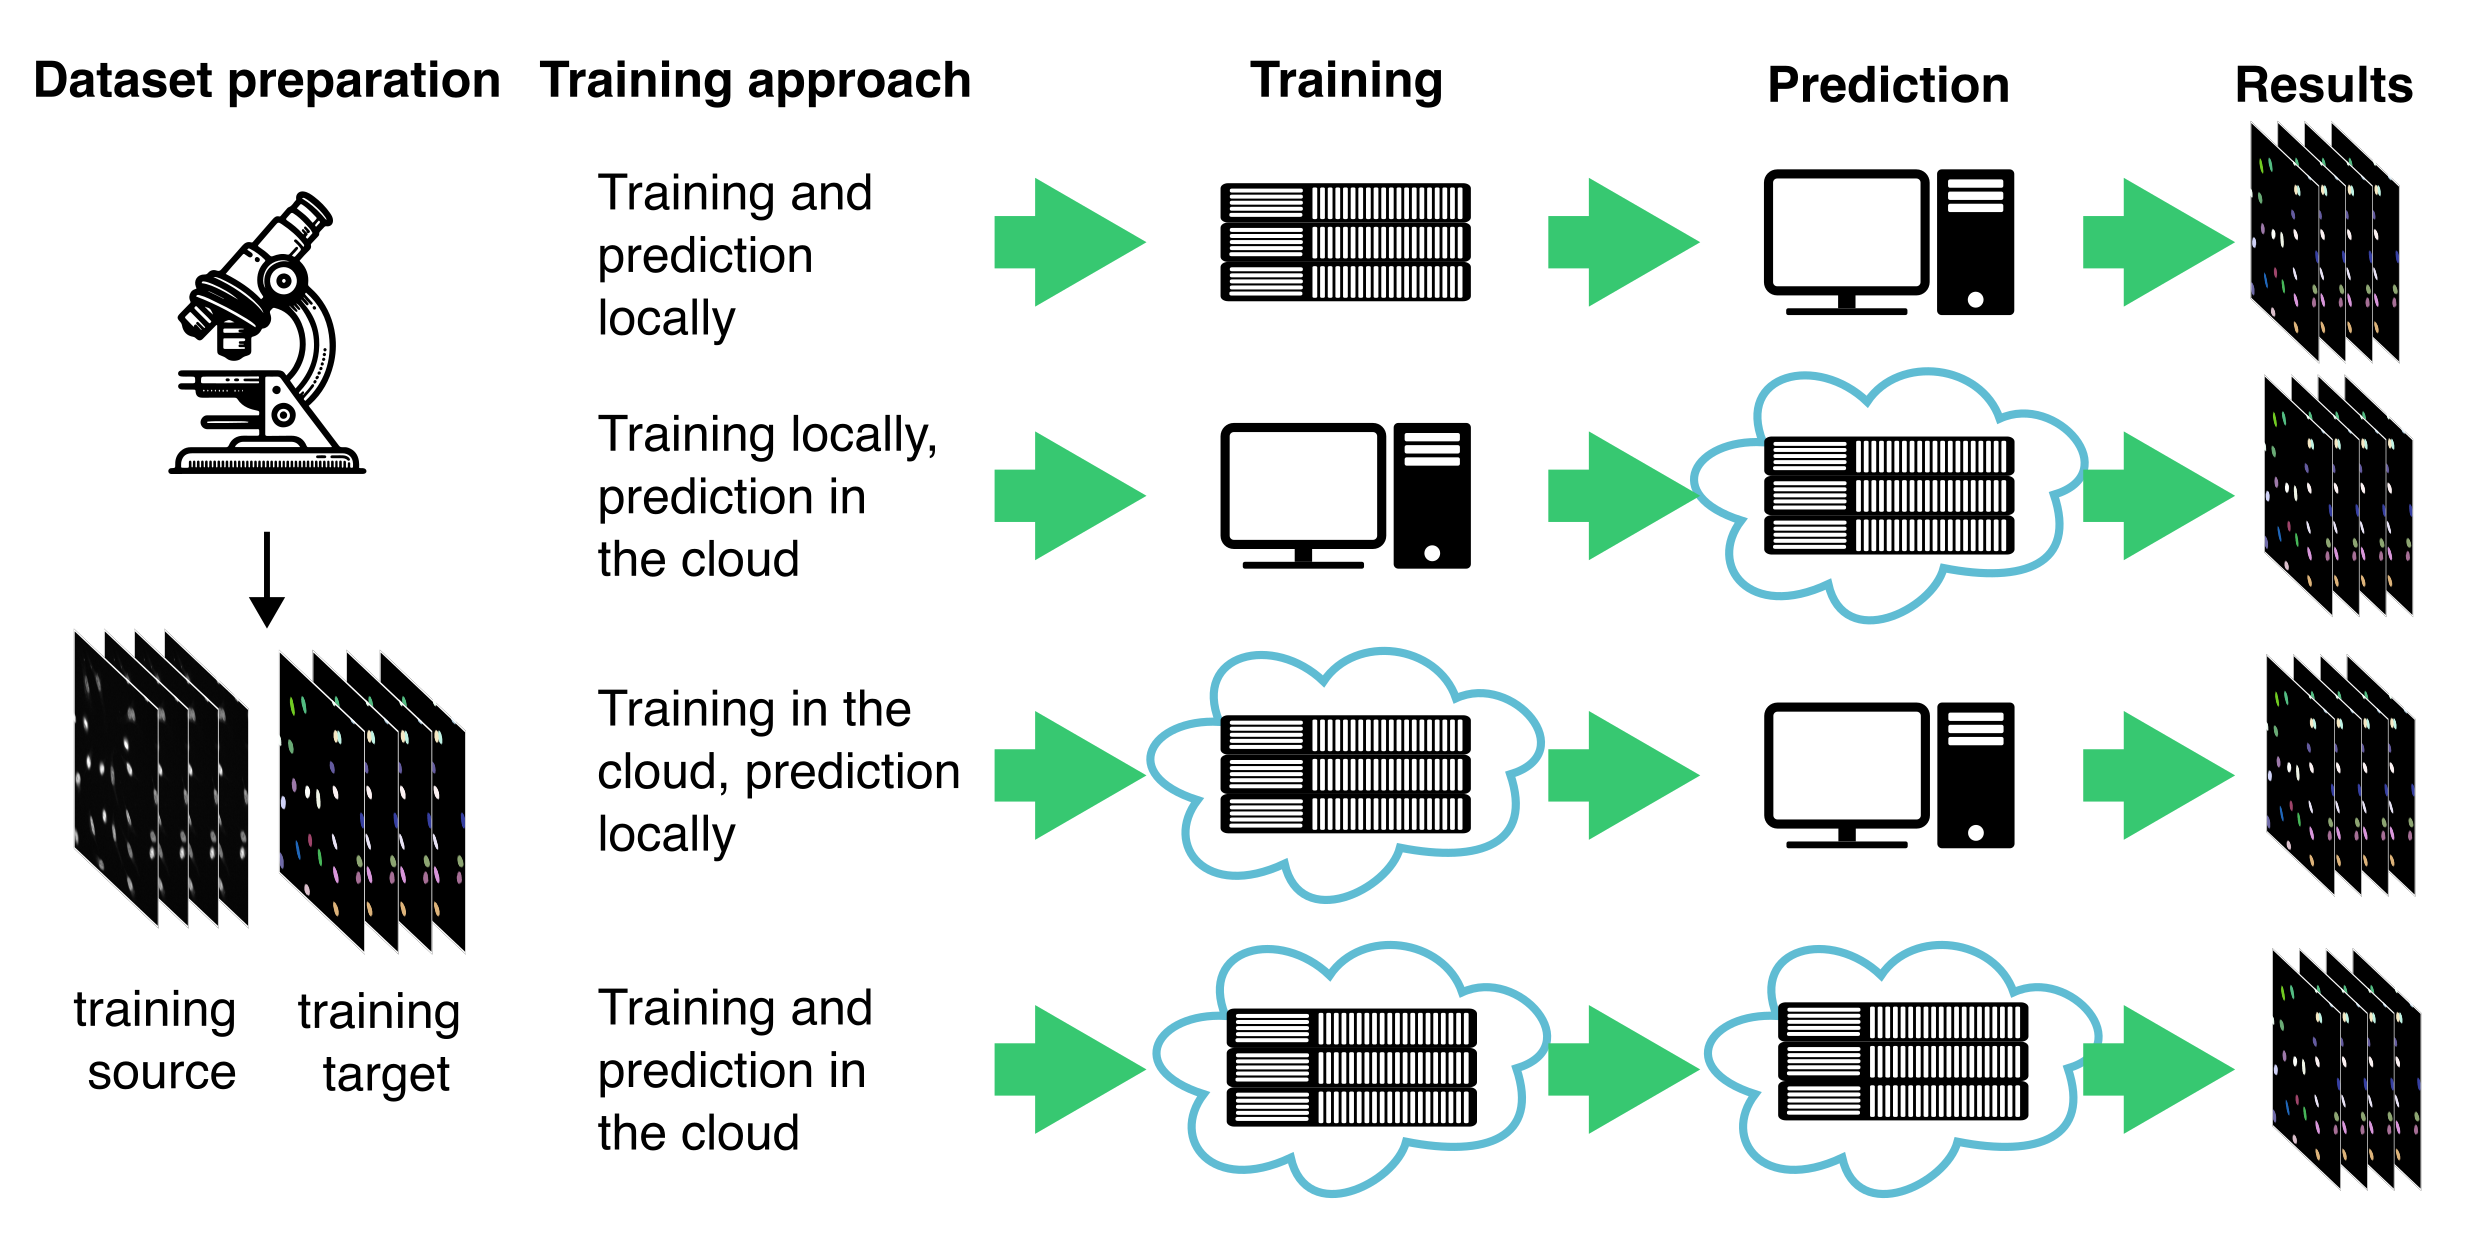 Dataset preparation
Training approach
Training
Prediction
Results
Training and
prediction
locally
Training locally,
prediction in
the cloud
Training in the
cloud, prediction
locally
Training and
prediction in
the cloud
training
source
training
target